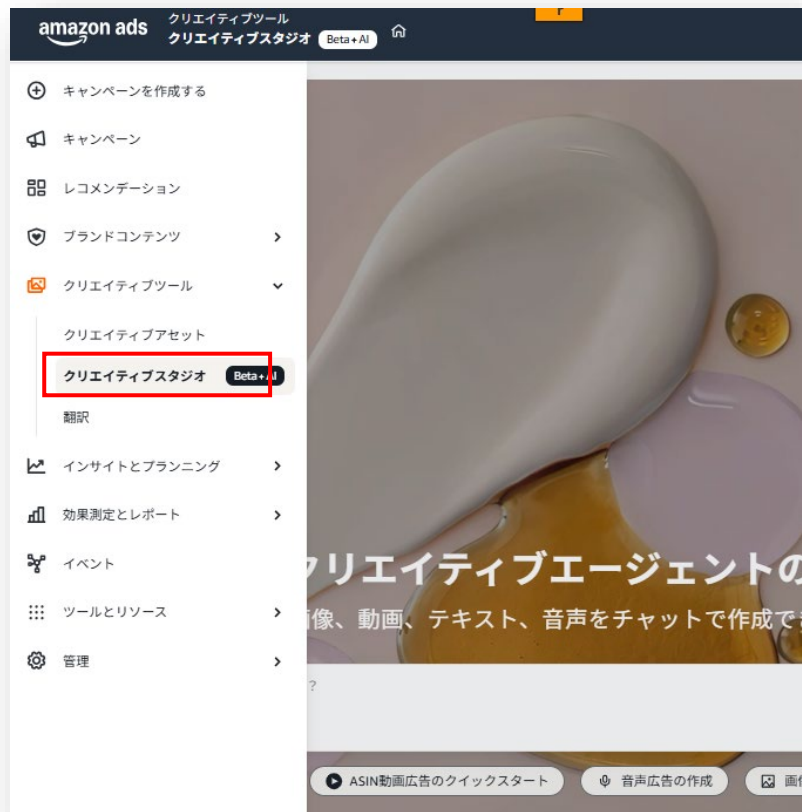 amazon ads
クリエイティブツール
クリエイティブスタジオ Beta+AI
キャンペーンを作成する
キャンペーン
レコメンデーション
ブランドコンテンツ
クリエイティブツール
クリエイティブアセット
クリエイティブスタジオ Beta+AI
翻訳
インサイトとプランニング
効果測定とレポート
イベント
ツールとリソース
管理
クリエイティブエージェントの
像、動画、テキスト、音声をチャットで作成でき
?
ASIN動画広告のクイックスタート
音声広告の作成
画像